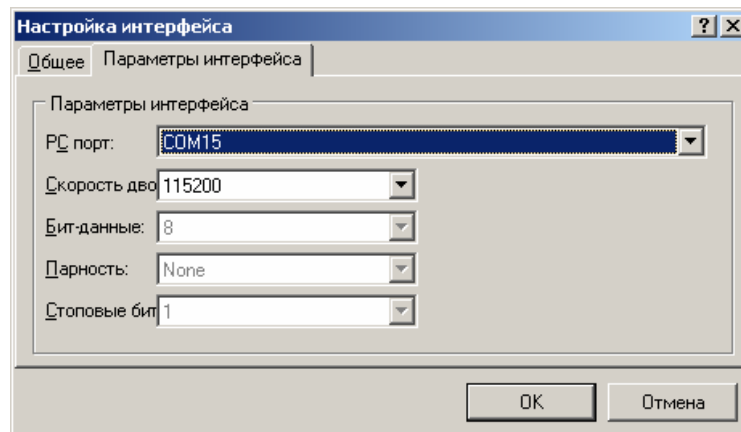 Настройка интерфейса
Общее Параметры интерфейса
Параметры интерфейса
PC порт: COM15
Скорость дво 115200
Бит-данные: 8
Парность: None
Стоповые бит 1
OK Отмена